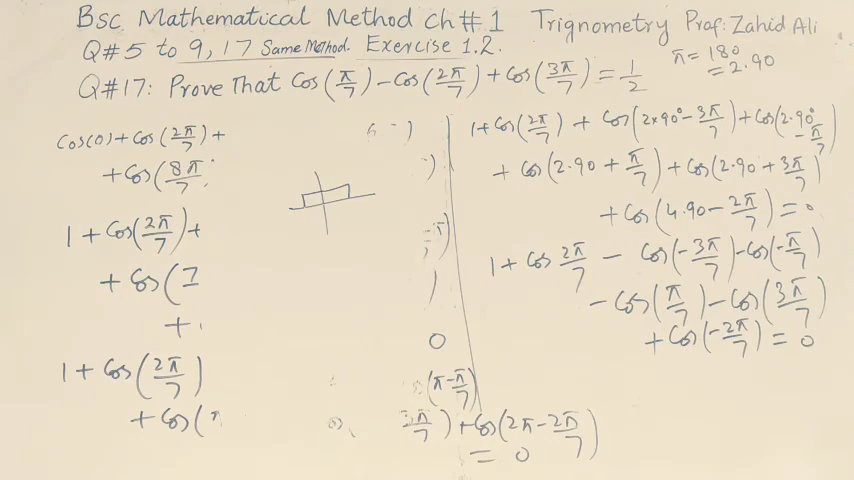 Bsc Mathematical Method ch # 1 Trignometry Prof: Zahid Ali
Q# 5 to 9, 17 Same Method. Exercise 1.2.
π = 180
= 2.90
Q#17: Prove That Cos(π/7) - Cos(2π/7) + Cos(3π/7) = 1/2
Cos(0) + Cos(2π/7) +
+ Cos(8π/7
1 + Cos(2π/7) +
+ Cos(7
+
0
1 + Cos(2π/7)
(π - π/7)
+ Cos(π
3π/7) + Cos(2π - 2π/7)
= 0
1 + Cos(2π/7) + Cos(2×90° - 3π/7) + Cos(2.90° - π/7)
+ Cos(2.90 + π/7) + Cos(2.90 + 3π/7)
+ Cos(4.90 - 2π/7) = 0
1 + Cos 2π/7 - Cos(-3π/7) - Cos(-π/7)
- Cos(π/7) - Cos(3π/7)
+ Cos(-2π/7) = 0